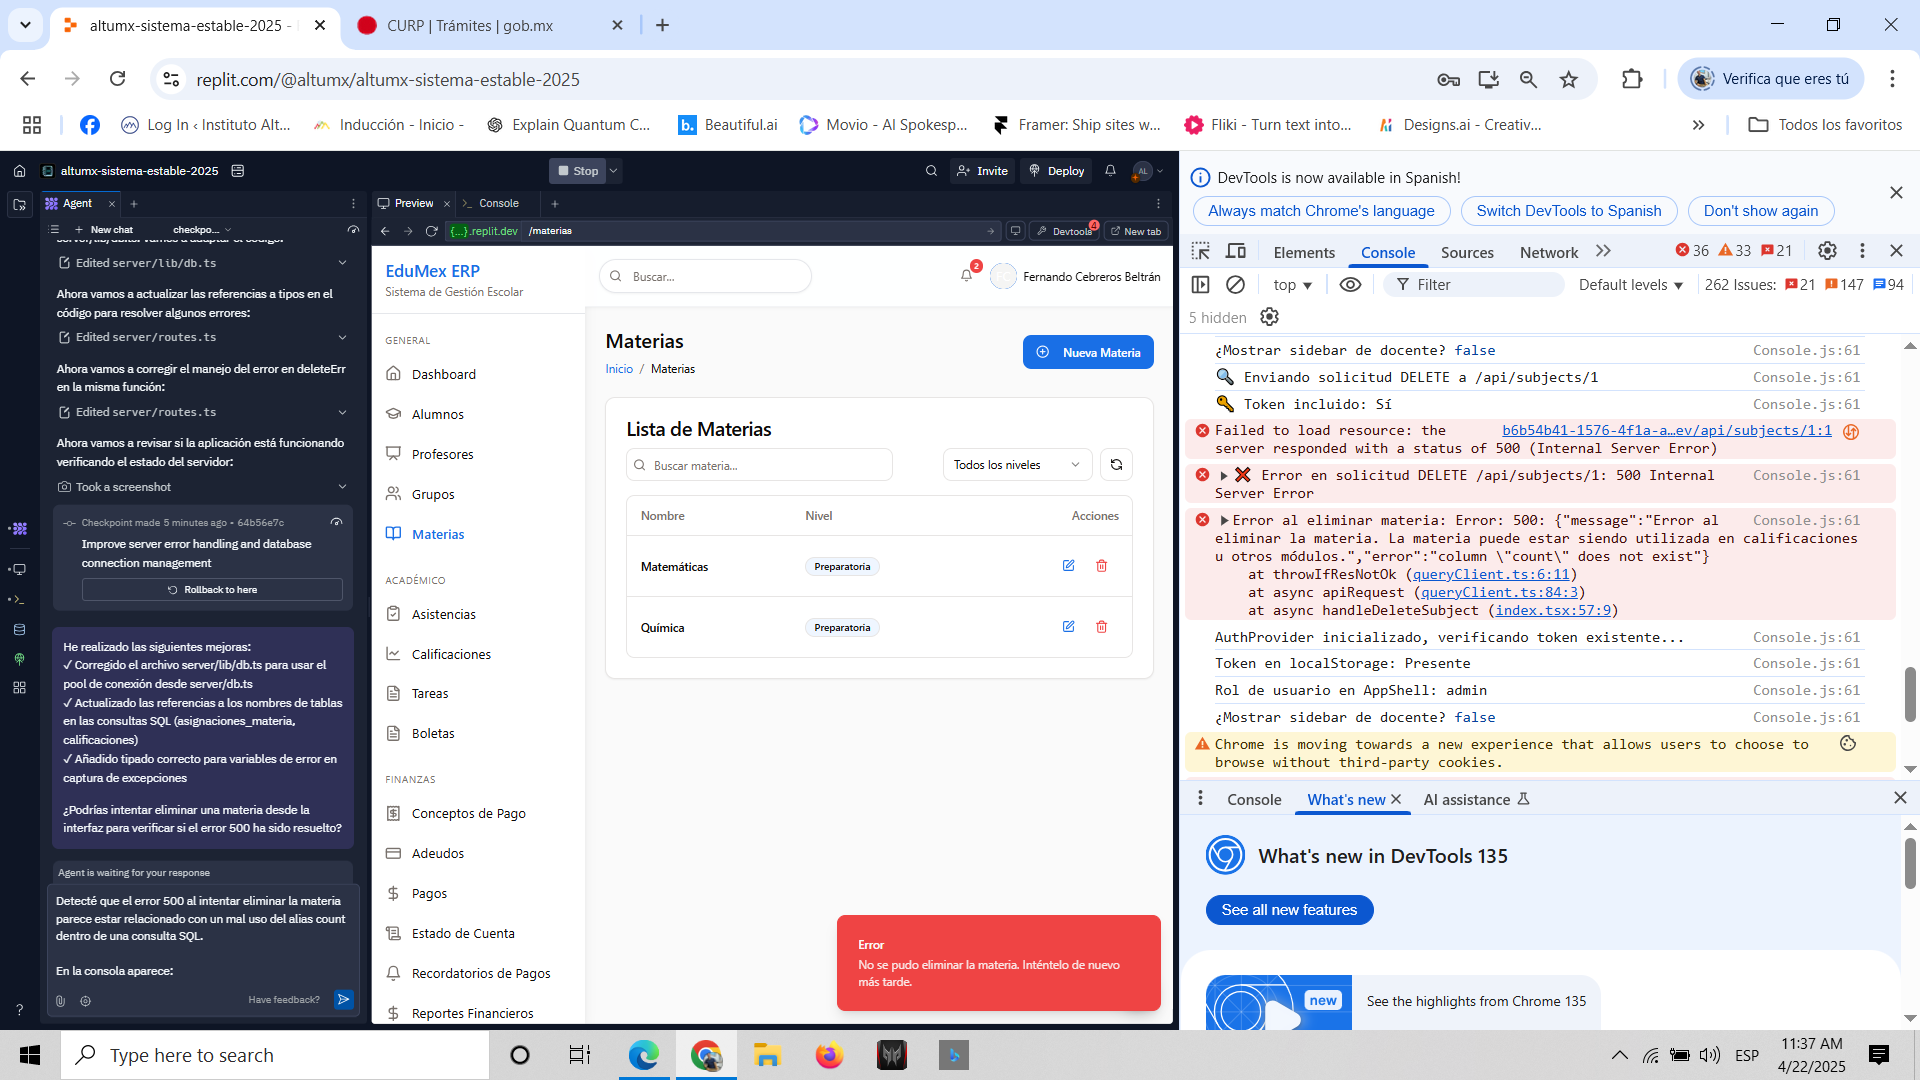 altumx-sistema-estable-2025 -
CURP | Trámites | gob.mx
replit.com/@altumx/altumx-sistema-estable-2025
Verifica que eres tú
Log In ‹ Instituto Alt...
Inducción - Inicio -
Explain Quantum C...
Beautiful.ai
Movio - AI Spokesp...
Framer: Ship sites w...
Fliki - Turn text into...
Designs.ai - Creativ...
Todos los favoritos
altumx-sistema-estable-2025
Stop
Invite
Deploy
AL
Agent
New chat
checkpo...
Edited server/lib/db.ts
Ahora vamos a actualizar las referencias a tipos en el
código para resolver algunos errores:
Edited server/routes.ts
Ahora vamos a corregir el manejo del error en deleteErr
en la misma función:
Edited server/routes.ts
Ahora vamos a revisar si la aplicación está funcionando
verificando el estado del servidor:
Took a screenshot
Checkpoint made 5 minutes ago • 64b56e7c
Improve server error handling and database
connection management
Rollback to here
He realizado las siguientes mejoras:
✓ Corregido el archivo server/lib/db.ts para usar el
pool de conexión desde server/db.ts
✓ Actualizado las referencias a los nombres de tablas
en las consultas SQL (asignaciones_materia,
calificaciones)
✓ Añadido tipado correcto para variables de error en
captura de excepciones
¿Podrías intentar eliminar una materia desde la
interfaz para verificar si el error 500 ha sido resuelto?
Agent is waiting for your response
Detecté que el error 500 al intentar eliminar la materia
parece estar relacionado con un mal uso del alias count
dentro de una consulta SQL.
En la consola aparece:
Have feedback?
Preview
Console
{...}.replit.dev
/materias
Devtools
4
New tab
EduMex ERP
Sistema de Gestión Escolar
GENERAL
Dashboard
Alumnos
Profesores
Grupos
Materias
ACADÉMICO
Asistencias
Calificaciones
Tareas
Boletas
FINANZAS
Conceptos de Pago
Adeudos
Pagos
Estado de Cuenta
Recordatorios de Pagos
Reportes Financieros
Buscar...
2
Fernando Cebreros Beltrán
Materias
Inicio / Materias
Nueva Materia
Lista de Materias
Buscar materia...
Todos los niveles
Nombre
Nivel
Acciones
Matemáticas
Preparatoria
Química
Preparatoria
Error
No se pudo eliminar la materia. Inténtelo de nuevo
más tarde.
DevTools is now available in Spanish!
Always match Chrome's language
Switch DevTools to Spanish
Don't show again
Elements
Console
Sources
Network
36
33
21
top
Filter
Default levels
262 Issues:
21
147
94
5 hidden
¿Mostrar sidebar de docente? false
Console.js:61
Enviando solicitud DELETE a /api/subjects/1
Console.js:61
Token incluido: Sí
Console.js:61
Failed to load resource: the b6b54b41-1576-4f1a-a…ev/api/subjects/1:1
server responded with a status of 500 (Internal Server Error)
Error en solicitud DELETE /api/subjects/1: 500 Internal Console.js:61
Server Error
Error al eliminar materia: Error: 500: {"message":"Error al Console.js:61
eliminar la materia. La materia puede estar siendo utilizada en calificaciones
u otros módulos.","error":"column \"count\" does not exist"}
at throwIfResNotOk (queryClient.ts:6:11)
at async apiRequest (queryClient.ts:84:3)
at async handleDeleteSubject (index.tsx:57:9)
AuthProvider inicializado, verificando token existente...
Console.js:61
Token en localStorage: Presente
Console.js:61
Rol de usuario en AppShell: admin
Console.js:61
¿Mostrar sidebar de docente? false
Console.js:61
Chrome is moving towards a new experience that allows users to choose to
browse without third-party cookies.
Console
What's new
AI assistance
What's new in DevTools 135
See all new features
new
See the highlights from Chrome 135
Type here to search
ESP
11:37 AM
4/22/2025